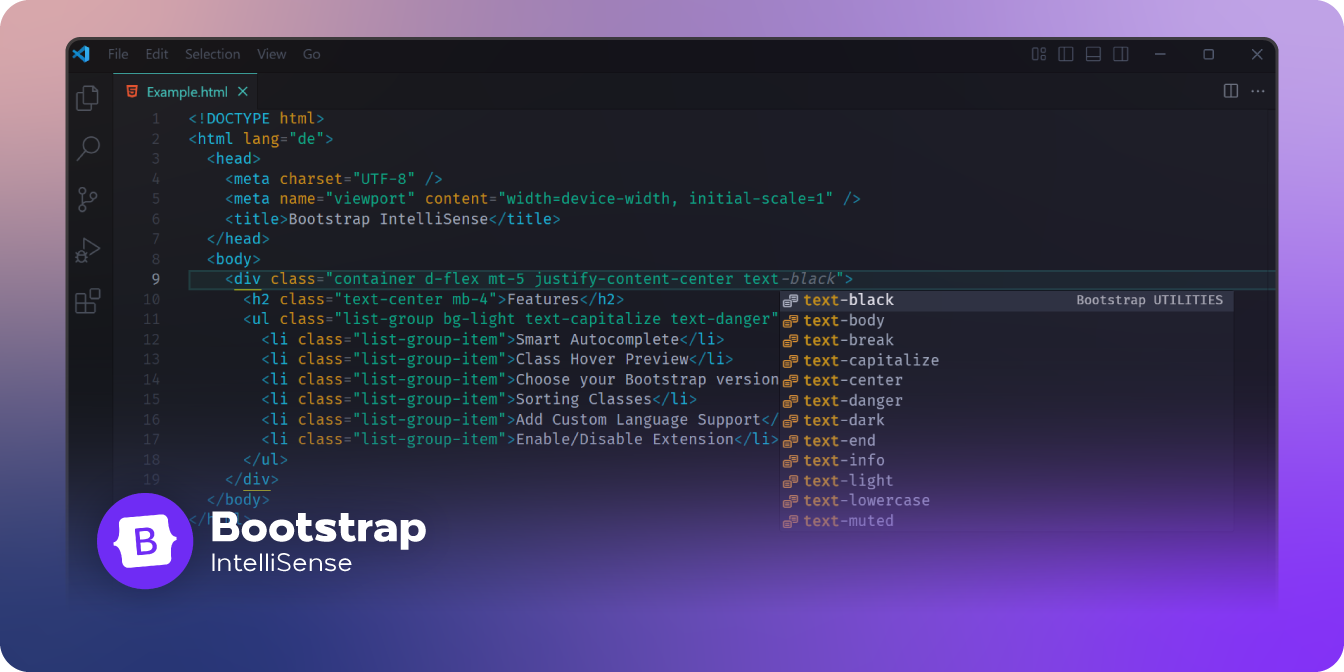 File Edit Selection View Go
Example.html
1 <!DOCTYPE html>
2 <html lang="de">
3 <head>
4 <meta charset="UTF-8" />
5 <meta name="viewport" content="width=device-width, initial-scale=1" />
6 <title>Bootstrap IntelliSense</title>
7 </head>
8 <body>
9 <div class="container d-flex mt-5 justify-content-center text-black">
10 <h2 class="text-center mb-4">Features</h2>
11 <ul class="list-group bg-light text-capitalize text-danger"
12 <li class="list-group-item">Smart Autocomplete</li>
13 <li class="list-group-item">Class Hover Preview</li>
14 <li class="list-group-item">Choose your Bootstrap version
15 <li class="list-group-item">Sorting Classes</li>
16 <li class="list-group-item">Add Custom Language Support</
17 <li class="list-group-item">Enable/Disable Extension</li>
18 </ul>
19 </div>
</body>
text-black Bootstrap UTILITIES
text-body
text-break
text-capitalize
text-center
text-danger
text-dark
text-end
text-info
text-light
text-lowercase
text-muted
B
Bootstrap
IntelliSense